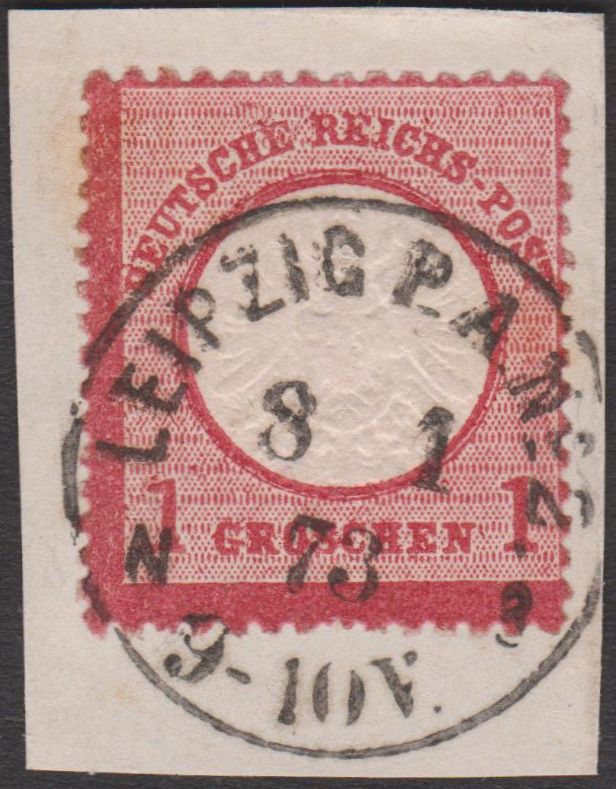 DEUTSCHE REICHS-POST
1 GROSCHEN 1
LEIPZIG P.A. N
8 1
73
9-10V.
N